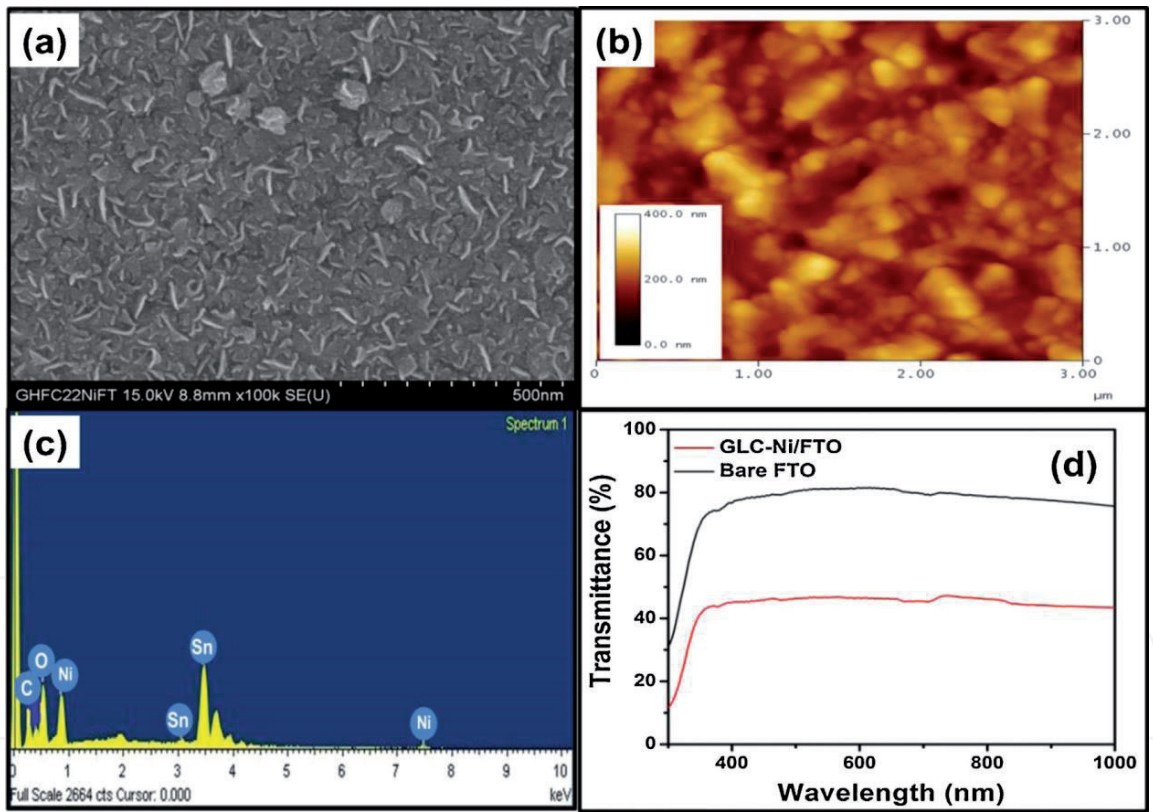 (a)
GHFC22NiFT 15.0kV 8.8mm x100k SE(U)
500nm
(b)
3.00
2.00
1.00
0
400.0 nm
200.0 nm
0.0 nm
0
1.00
2.00
3.00
µm
(c)
Spectrum 1
C
O
Ni
Sn
Sn
Ni
0 1 2 3 4 5 6 7 8 9 10
Full Scale 2664 cts Cursor: 0.000
keV
(d)
GLC-Ni/FTO
Bare FTO
Transmittance (%)
100
80
60
40
20
0
400 600 800 1000
Wavelength (nm)